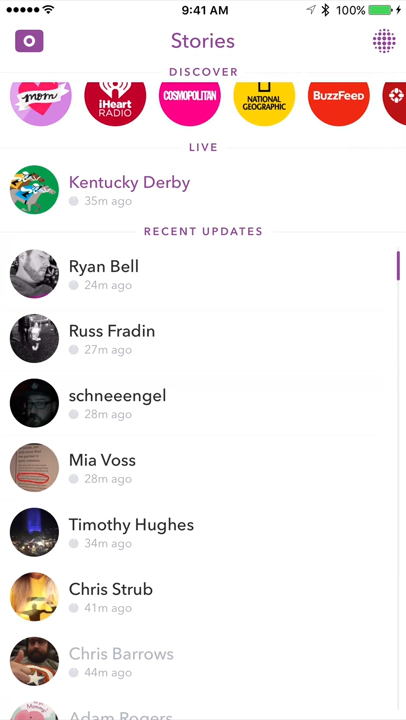 9:41 AM
100%
Stories
DISCOVER
mom
iHeart
RADIO
COSMOPOLITAN
NATIONAL
GEOGRAPHIC
BuzzFeed
LIVE
Kentucky Derby
35m ago
RECENT UPDATES
Ryan Bell
24m ago
Russ Fradin
27m ago
schneeengel
28m ago
Mia Voss
28m ago
Timothy Hughes
34m ago
Chris Strub
41m ago
Chris Barrows
44m ago
Adam Rogers